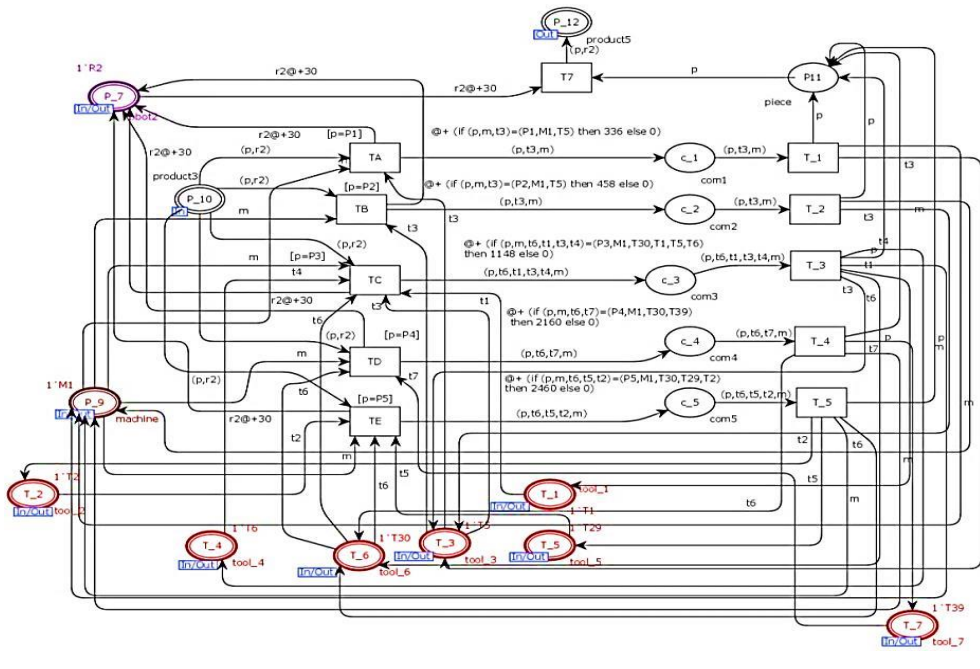 P_12
Out
product5
(p,r2)
1`R2
r2@+30
T7
p
P11
P_7
In/Out
r2@+30
piece
p
p
r2@+30
[p=P1]
@+ (if (p,m,t3)=(P1,M1,T5) then 336 else 0)
r2@+30
(p,r2)
TA
(p,t3,m)
c_1
(p,t3,m)
T_1
t3
product3
com1
(p,r2)
[p=P2]
@+ (if (p,m,t3)=(P2,M1,T5) then 458 else 0)
P_10
In
m
TB
(p,t3,m)
c_2
(p,t3,m)
T_2
m
t3
t3
t3
com2
(p,r2)
@+ (if (p,m,t6,t1,t3,t4)=(P3,M1,T30,T1,T5,T6)
then 1148 else 0)
t4
m
[p=P3]
t4
TC
(p,t6,t1,t3,t4,m)
c_3
(p,t6,t1,t3,t4,m)
T_3
t1
t3
t6
com3
r2@+30
t3
t1
t6
@+ (if (p,m,t6,t7)=(P4,M1,T30,T39)
then 2160 else 0)
(p,r2)
[p=P4]
c_4
(p,t6,t7,m)
T_4
p
p
m
m
TD
(p,t6,t7,m)
com4
t7
(p,r2)
t7
@+ (if (p,m,t6,t5,t2)=(P5,M1,T30,T29,T2)
then 2460 else 0)
1`M1
t6
[p=P5]
P_9
machine
r2@+30
TE
(p,t6,t5,t2,m)
c_5
(p,t6,t5,t2,m)
T_5
m
com5
t2
t2
t6
m
m
t5
t6
t5
m
T_2
In/Out
T_1
In/Out
tool_1
1`T1
t6
1`T6
T_4
In/Out
tool_4
1`T30
T_6
In/Out
tool_6
T_3
In/Out
tool_3
1`T29
T_5
In/Out
tool_5
1`T39
T_7
In/Out
tool_7